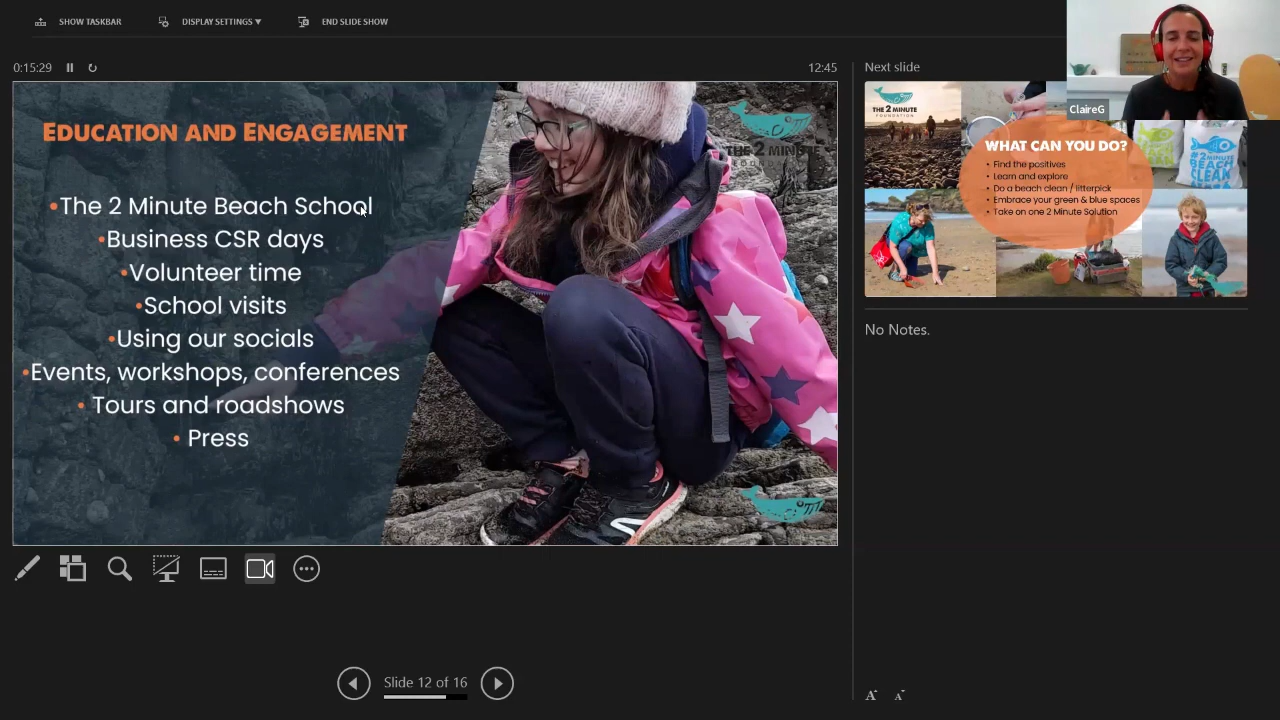 SHOW TASKBAR
DISPLAY SETTINGS ▾
END SLIDE SHOW
0:15:29
12:45
EDUCATION AND ENGAGEMENT
•The 2 Minute Beach School
•Business CSR days
•Volunteer time
•School visits
•Using our socials
•Events, workshops, conferences
• Tours and roadshows
• Press
THE 2 MINUTE
FOUNDATION
Next slide
ClaireG
THE 2 MINUTE
FOUNDATION
WHAT CAN YOU DO?
• Find the positives
• Learn and explore
• Do a beach clean / litterpick
• Embrace your green & blue spaces
• Take on one 2 Minute Solution
#2MINUTE
BEACH
CLEAN
No Notes.
Slide 12 of 16
A
A